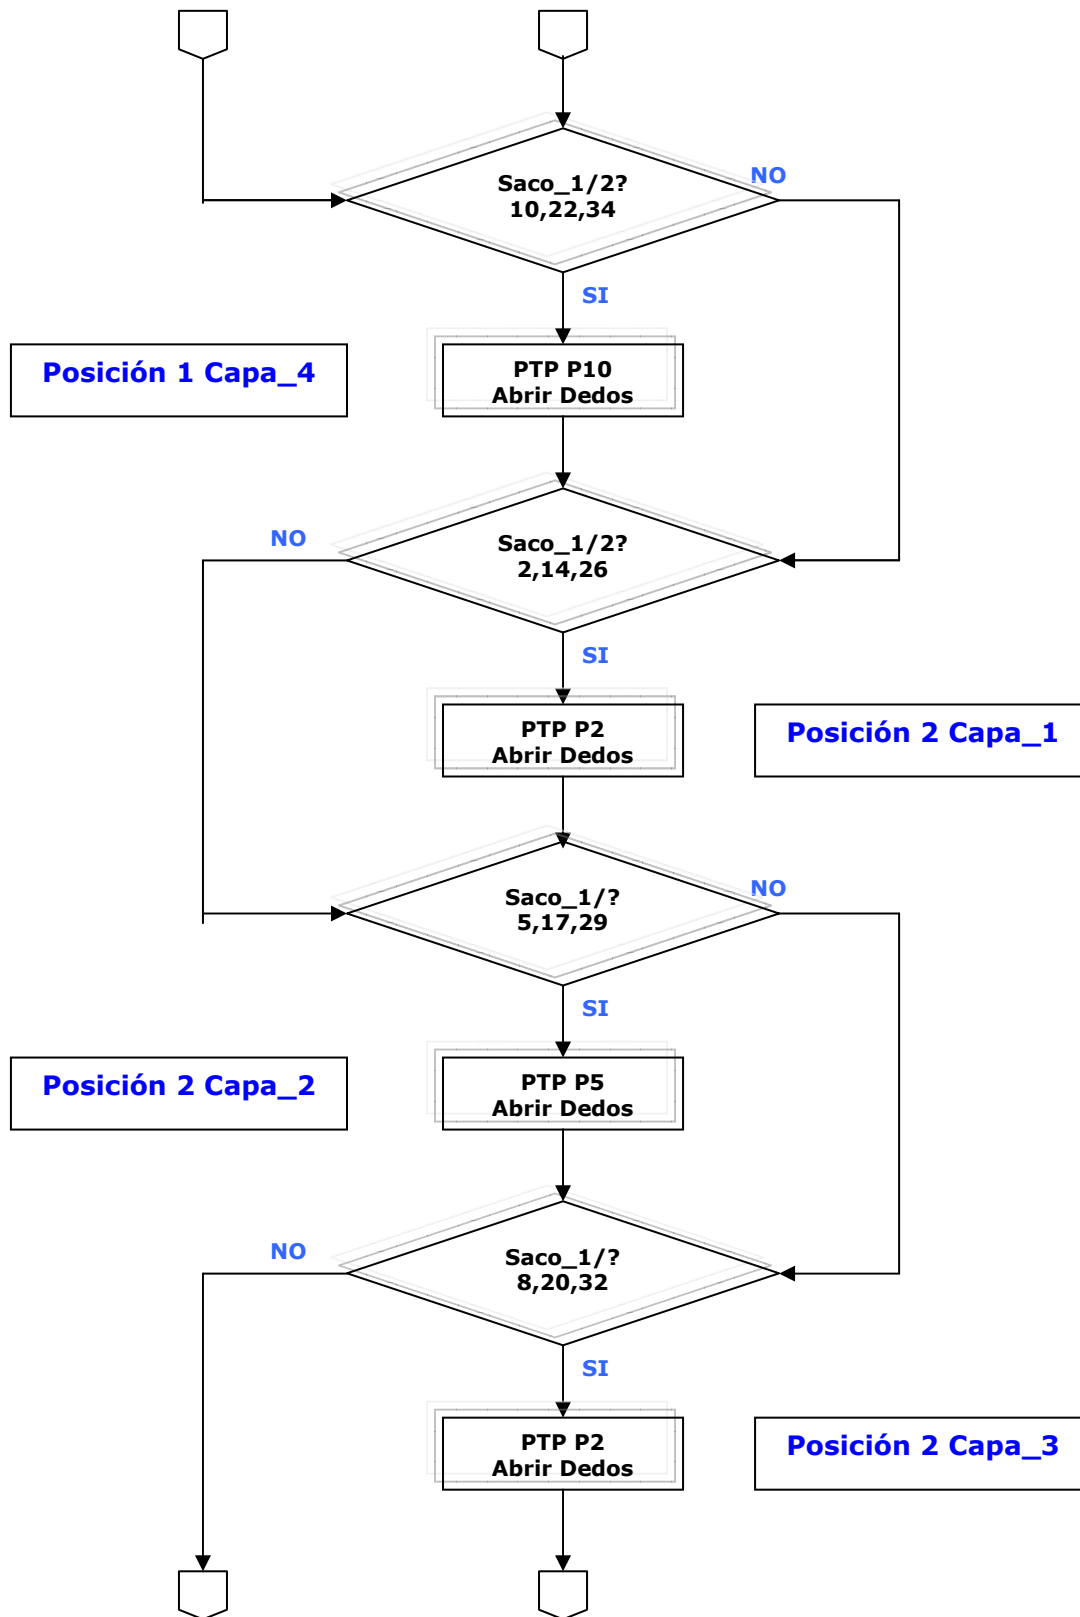 Saco_1/2?
10,22,34
NO
SI
Posición 1 Capa_4
PTP P10
Abrir Dedos
NO
Saco_1/2?
2,14,26
SI
PTP P2
Abrir Dedos
Posición 2 Capa_1
Saco_1/?
5,17,29
NO
SI
Posición 2 Capa_2
PTP P5
Abrir Dedos
NO
Saco_1/?
8,20,32
SI
PTP P2
Abrir Dedos
Posición 2 Capa_3